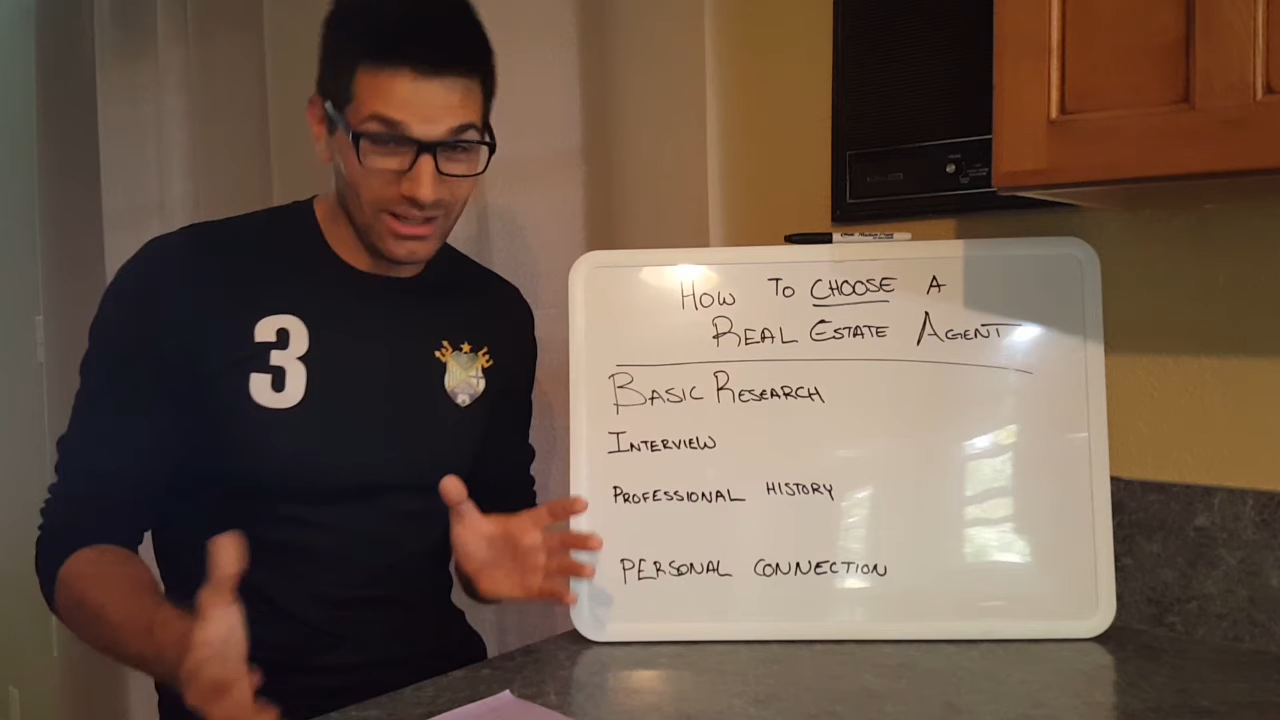 3
How To CHOOSE A
REAL ESTATE AGENT
BASIC RESEARCH
INTERVIEW
PROFESSIONAL HISTORY
PERSONAL CONNECTION